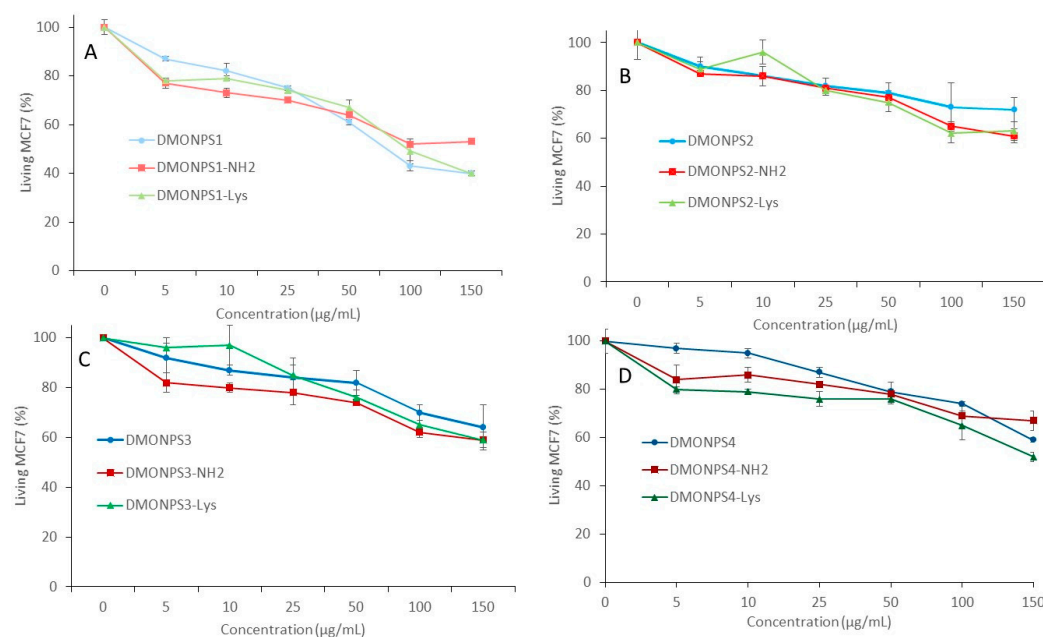 A
Living MCF7 (%)
100
80
60
40
20
0
DMONPS1
DMONPS1-NH2
DMONPS1-Lys
0 5 10 25 50 100 150
Concentration (µg/mL)
B
Living MCF7 (%)
100
80
60
40
20
0
DMONPS2
DMONPS2-NH2
DMONPS2-Lys
0 5 10 25 50 100 150
Concentration (µg/mL)
C
Living MCF7 (%)
100
80
60
40
20
0
DMONPS3
DMONPS3-NH2
DMONPS3-Lys
0 5 10 25 50 100 150
Concentration (µg/mL)
D
Living MCF7 (%)
100
80
60
40
20
0
DMONPS4
DMONPS4-NH2
DMONPS4-Lys
0 5 10 25 50 100 150
Concentration (µg/mL)